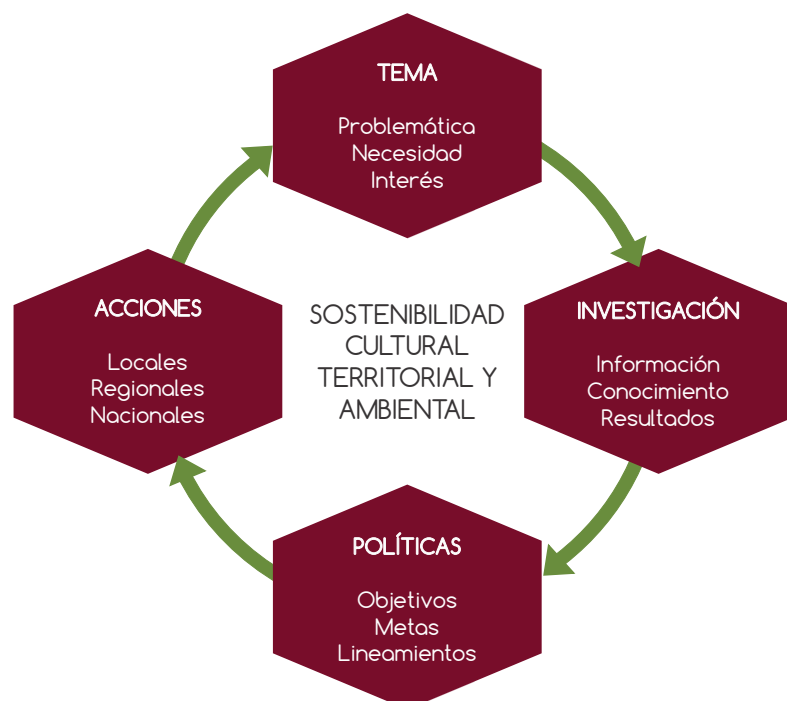 TEMA
Problemática
Necesidad
Interés
ACCIONES
Locales
Regionales
Nacionales
SOSTENIBILIDAD
CULTURAL
TERRITORIAL Y
AMBIENTAL
INVESTIGACIÓN
Información
Conocimiento
Resultados
POLÍTICAS
Objetivos
Metas
Lineamientos